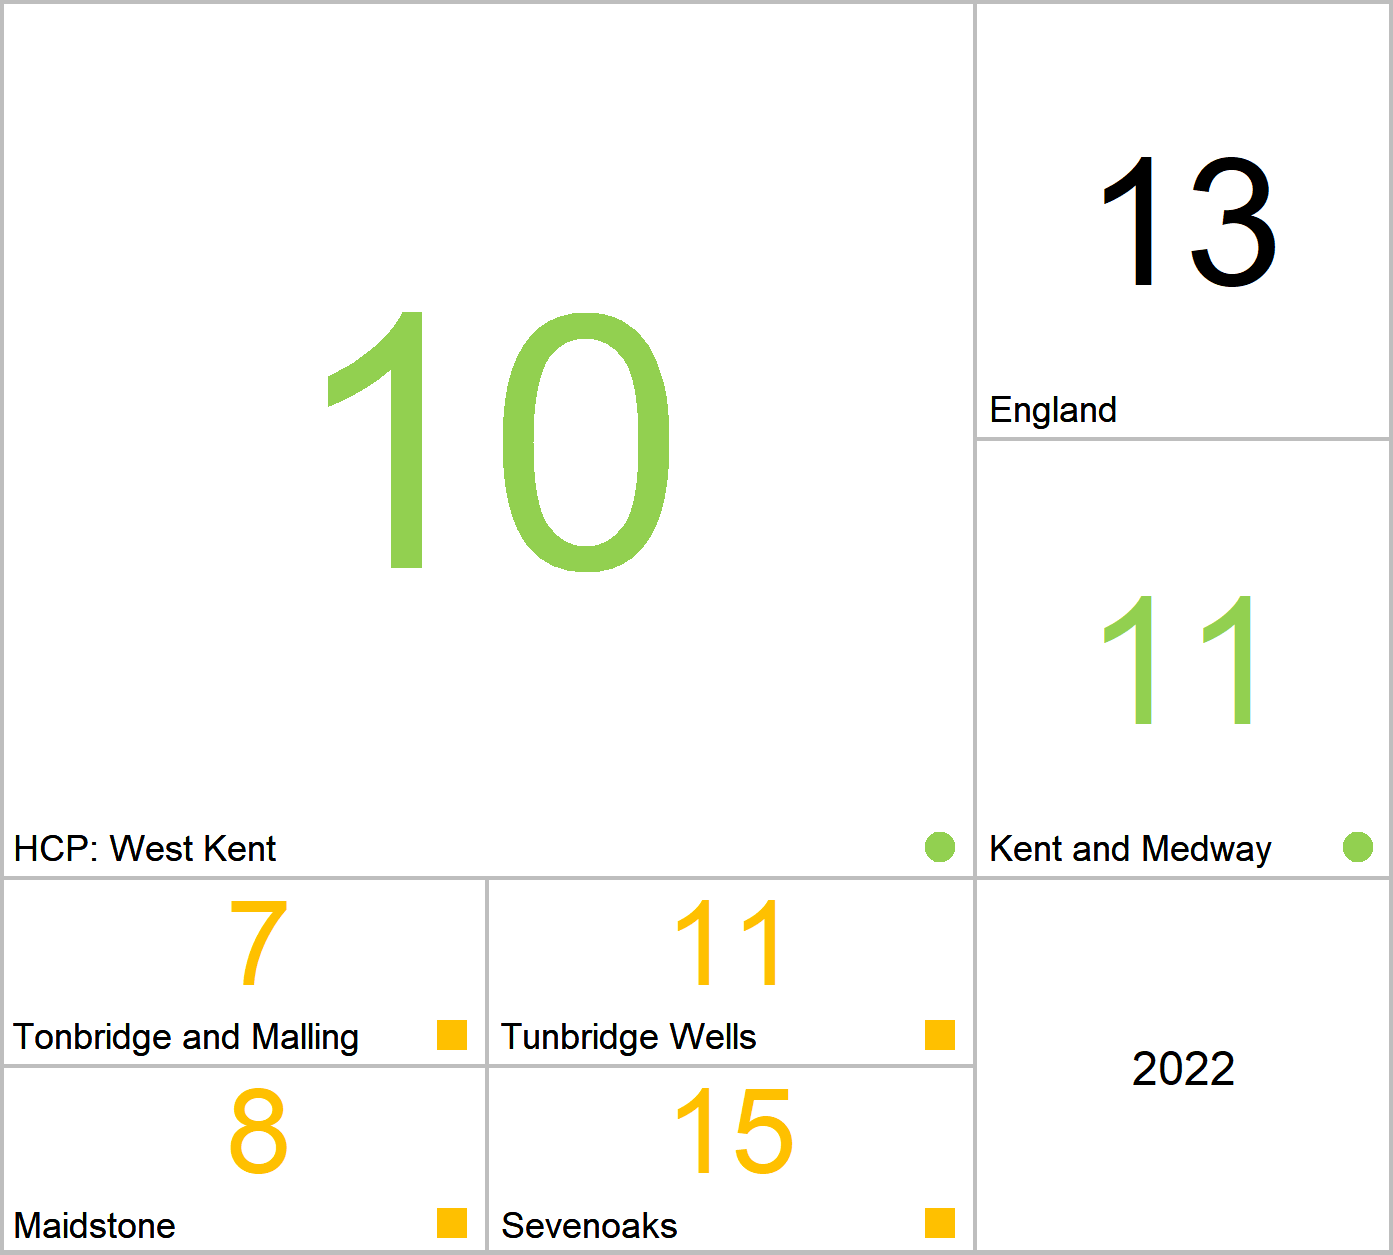 10
HCP: West Kent
13
England
11
Kent and Medway
7
Tonbridge and Malling
11
Tunbridge Wells
8
Maidstone
15
Sevenoaks
2022